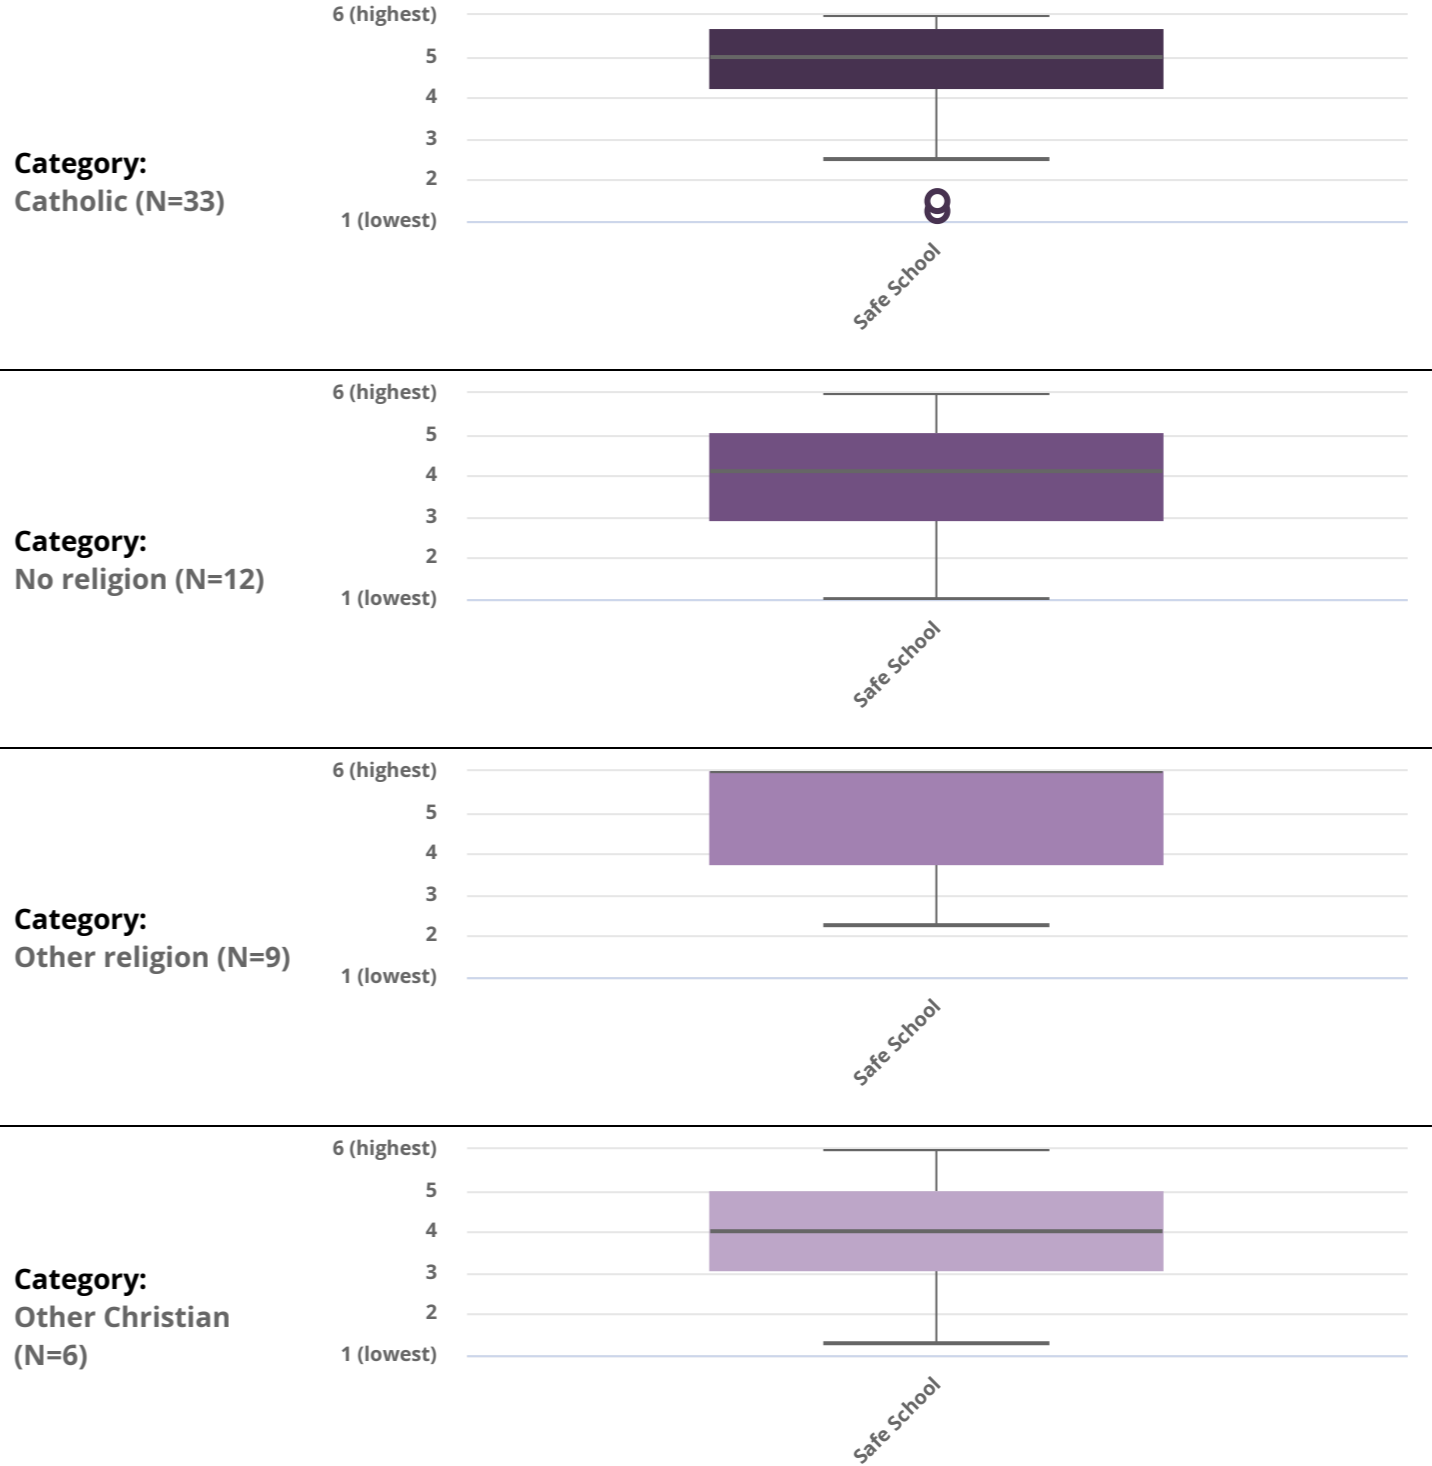 6 (highest)
5
4
3
2
1 (lowest)
Category:
Catholic (N=33)
Safe School
6 (highest)
5
4
3
2
1 (lowest)
Category:
No religion (N=12)
Safe School
6 (highest)
5
4
3
2
1 (lowest)
Category:
Other religion (N=9)
Safe School
6 (highest)
5
4
3
2
1 (lowest)
Category:
Other Christian
(N=6)
Safe School